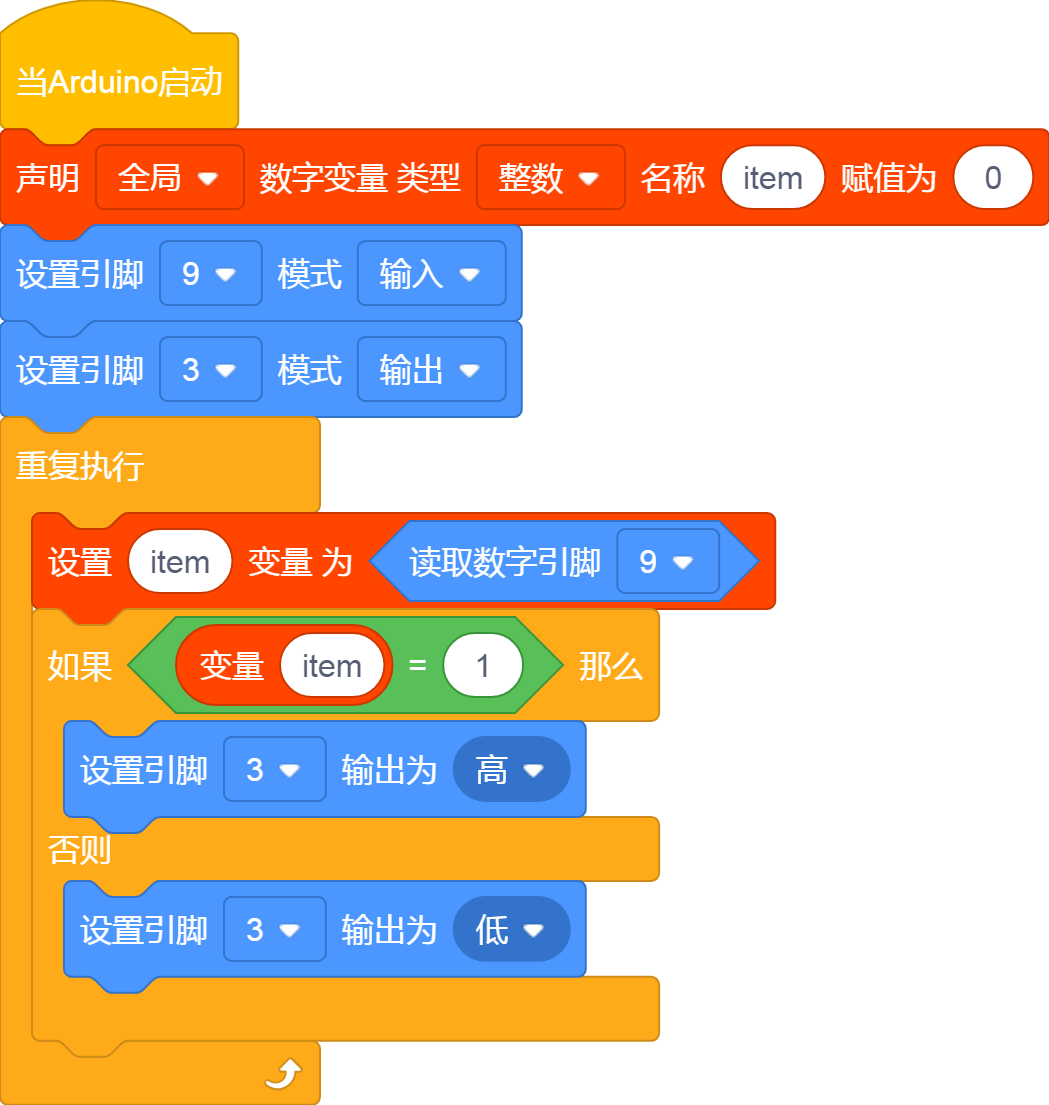 当Arduino启动
声明 全局 数字变量 类型 整数 名称 item 赋值为 0
设置引脚 9 模式 输入
设置引脚 3 模式 输出
重复执行
设置 item 变量 为 读取数字引脚 9
如果 变量 item = 1 那么
设置引脚 3 输出为 高
否则
设置引脚 3 输出为 低